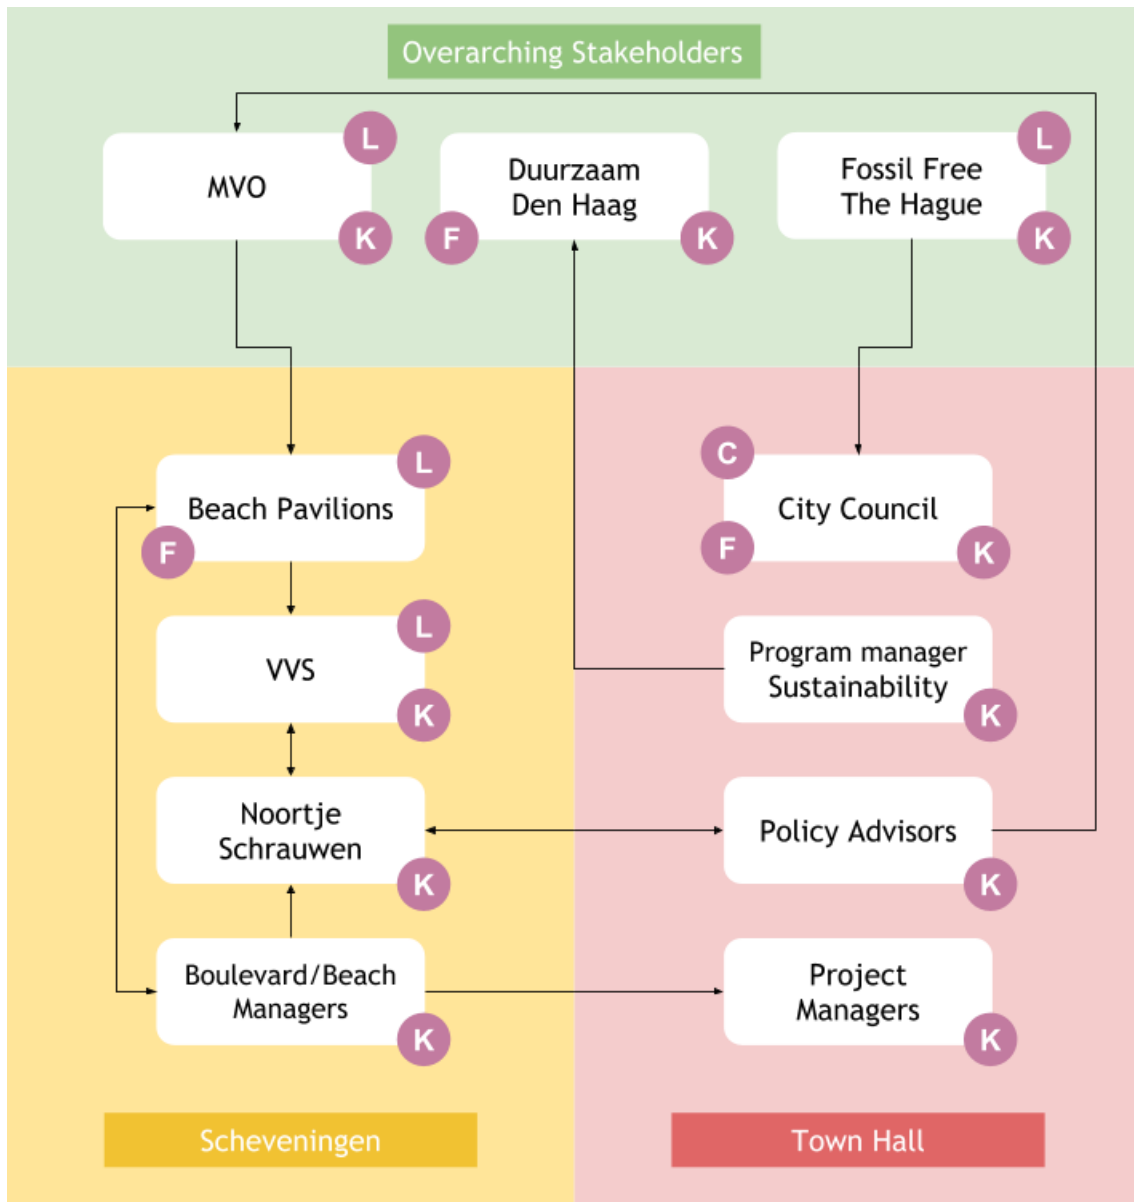 Overarching Stakeholders
L
MVO
K
Duurzaam
Den Haag
F
K
L
Fossil Free
The Hague
K
L
Beach Pavilions
F
C
City Council
F
K
L
VVS
K
Program manager
Sustainability
K
Noortje
Schrauwen
K
Policy Advisors
K
Boulevard/Beach
Managers
K
Project
Managers
K
Scheveningen
Town Hall